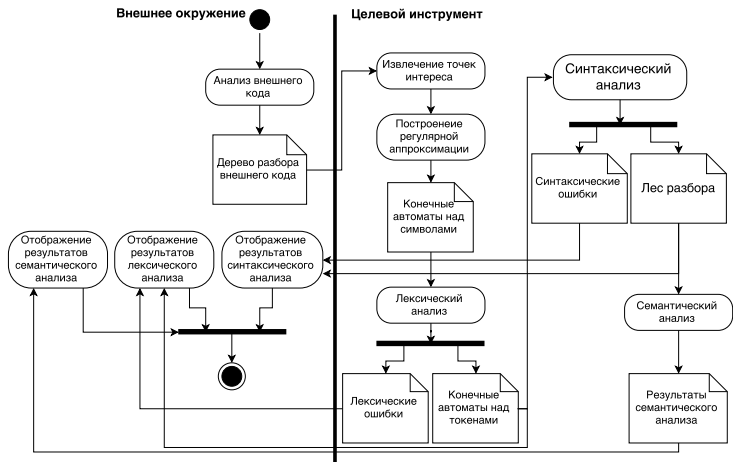 Внешнее окружение
Целевой инструмент
Анализ внешнего
кода
Дерево разбора
внешнего кода
Извлечение точек
интереса
Построенеие
регулярной
аппроксимации
Конечные
автоматы над
символами
Синтаксический
анализ
Синтаксические
ошибки
Лес разбора
Отображение
результатов
семантического
анализа
Отображение
результатов
лексического
анализа
Отображение
результатов
синтаксического
анализа
Лексический
анализ
Семантический
анализ
Лексические
ошибки
Конечные
автоматы над
токенами
Результаты
семантического
анализа